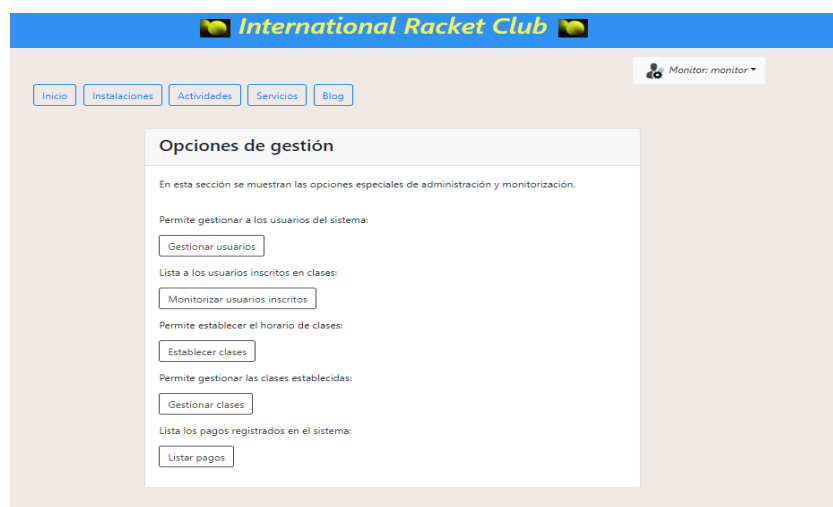 International Racket Club
Monitor: monitor
Inicio Instalaciones Actividades Servicios Blog
Opciones de gestión
En esta sección se muestran las opciones especiales de administración y monitorización.
Permite gestionar a los usuarios del sistema:
Gestionar usuarios
Lista a los usuarios inscritos en clases:
Monitorizar usuarios inscritos
Permite establecer el horario de clases:
Establecer clases
Permite gestionar las clases establecidas:
Gestionar clases
Lista los pagos registrados en el sistema:
Listar pagos